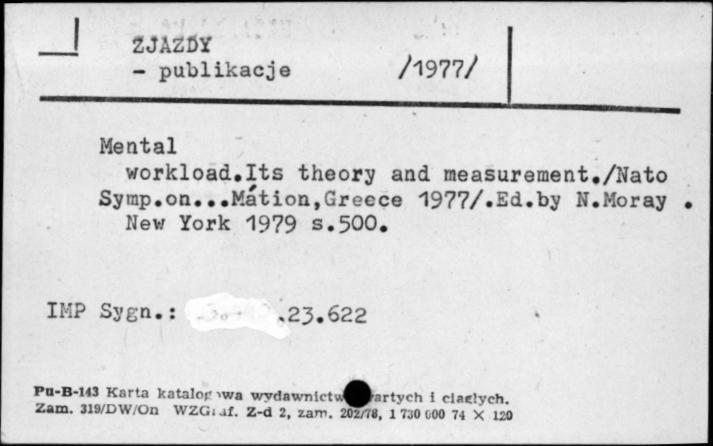 ZJAZDY
- publikacje /1977/
Mental
workload.Its theory and measurement./Nato
Symp.on...Mátion,Greece 1977/.Ed.by N.Moray .
New York 1979 s.500.
IMP Sygn.: .23.622
Pu-B-143 Karta katalogowa wydawnictw artych i ciągłych.
Zam. 319/DW/On WZGraf. Z-d 2, zam. 202/78, 1 730 000 74 X 120